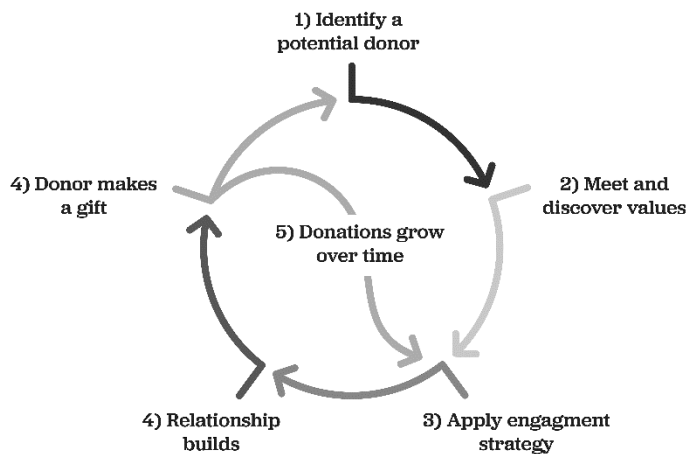 1) Identify a
potential donor
2) Meet and
discover values
3) Apply engagment
strategy
4) Relationship
builds
4) Donor makes
a gift
5) Donations grow
over time